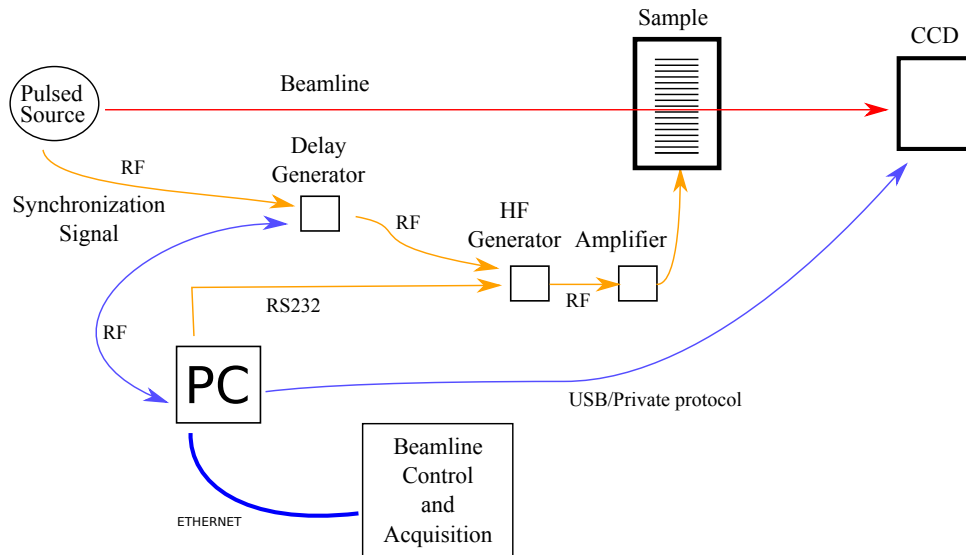 Sample
CCD
Beamline
Pulsed
Source
RF
Delay
Generator
Synchronization
Signal
RF
HF
Generator
Amplifier
RF
RS232
RF
PC
USB/Private protocol
Beamline
Control
and
Acquisition
ETHERNET